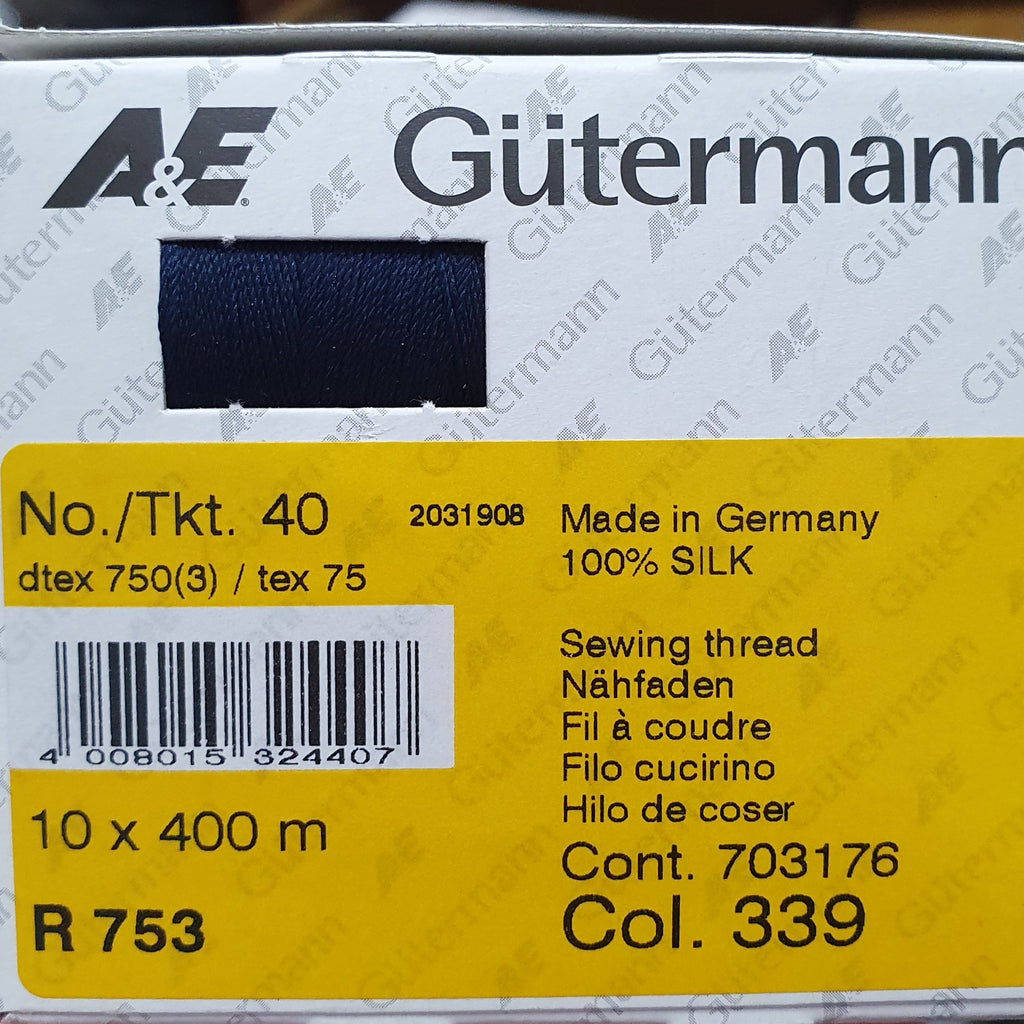 A&E® Gütermann
No./Tkt. 40 2031908
dtex 750(3) / tex 75
4 008015 324407
10 x 400 m
R 753
Made in Germany
100% SILK
Sewing thread
Nähfaden
Fil à coudre
Filo cucirino
Hilo de coser
Cont. 703176
Col. 339